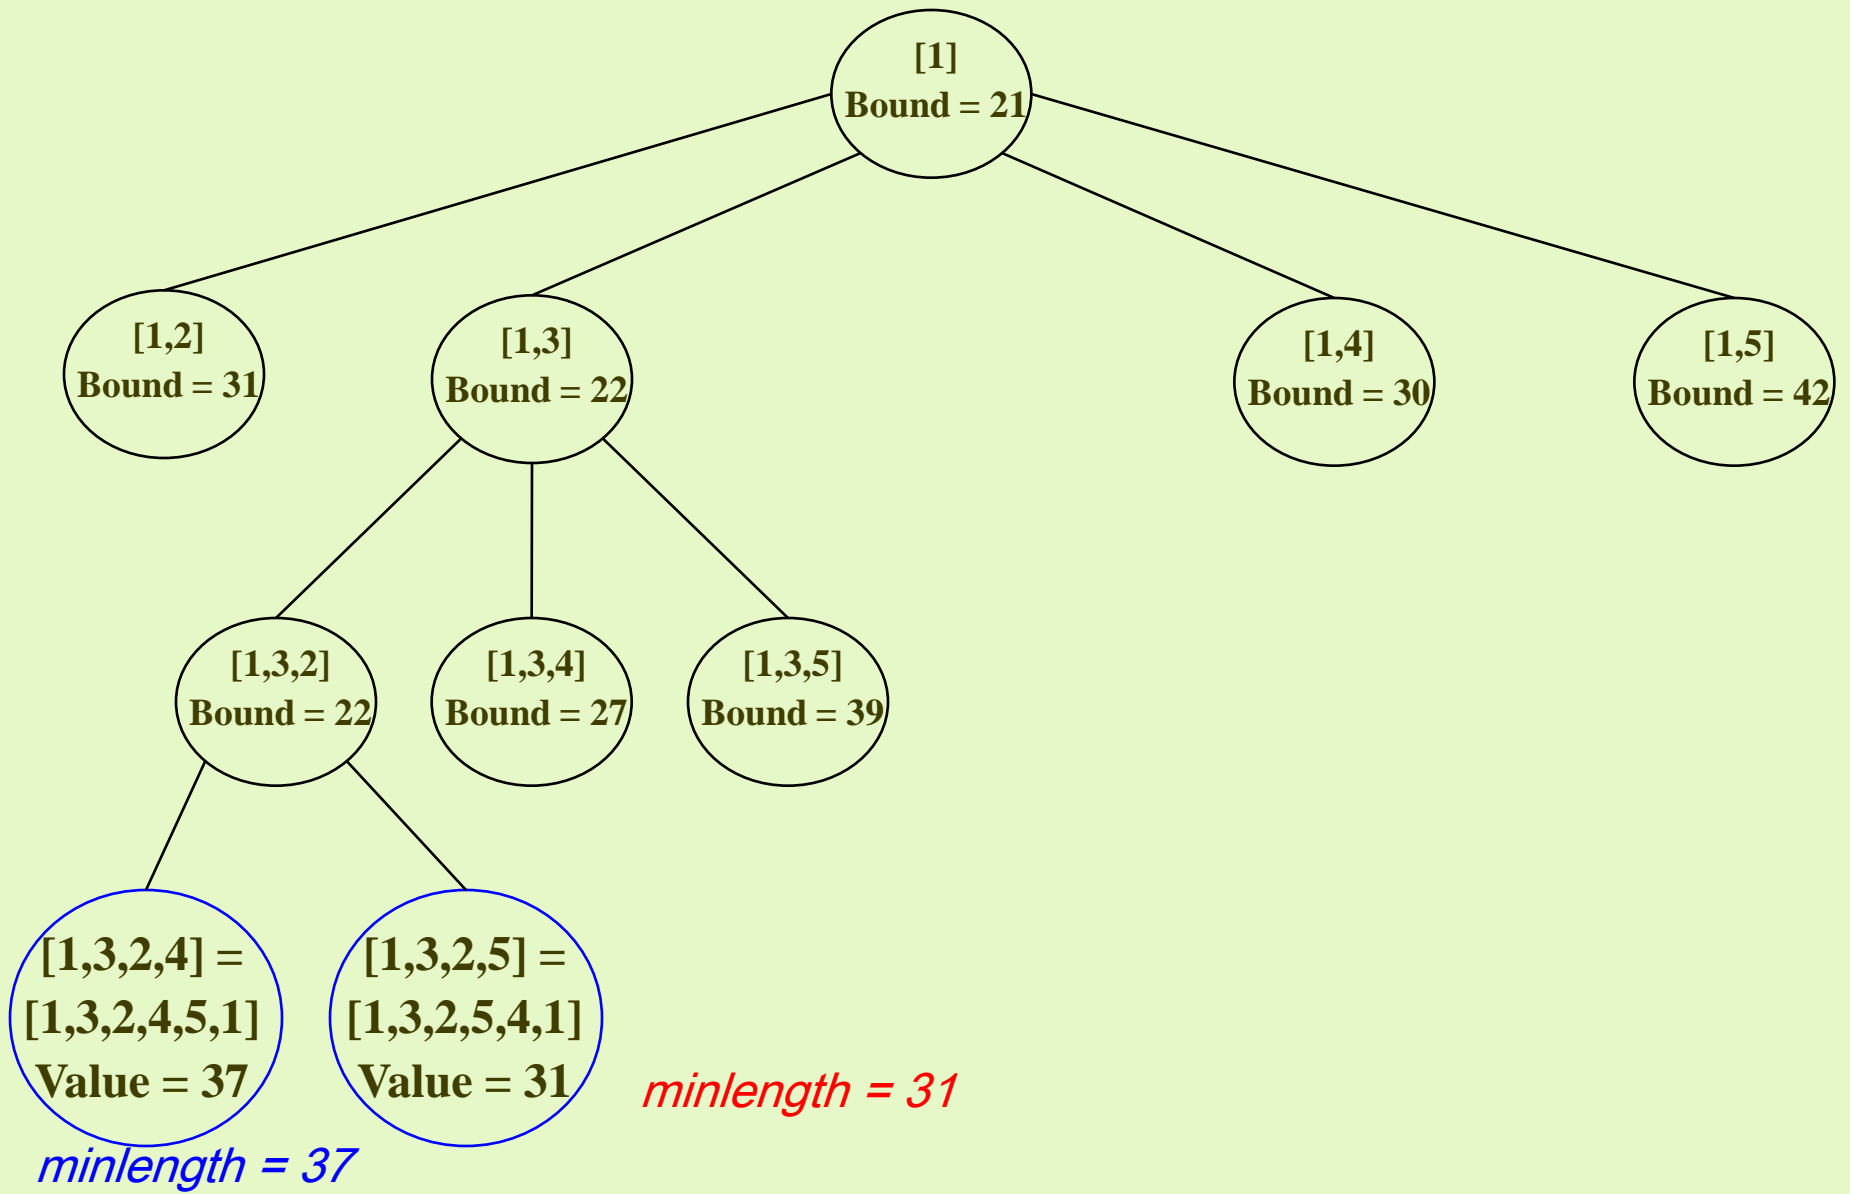 [1]
Bound = 21
[1,2]
Bound = 31
[1,3]
Bound = 22
[1,4]
Bound = 30
[1,5]
Bound = 42
[1,3,2]
Bound = 22
[1,3,4]
Bound = 27
[1,3,5]
Bound = 39
[1,3,2,4] =
[1,3,2,4,5,1]
Value = 37
[1,3,2,5] =
[1,3,2,5,4,1]
Value = 31
minlength = 31
minlength = 37